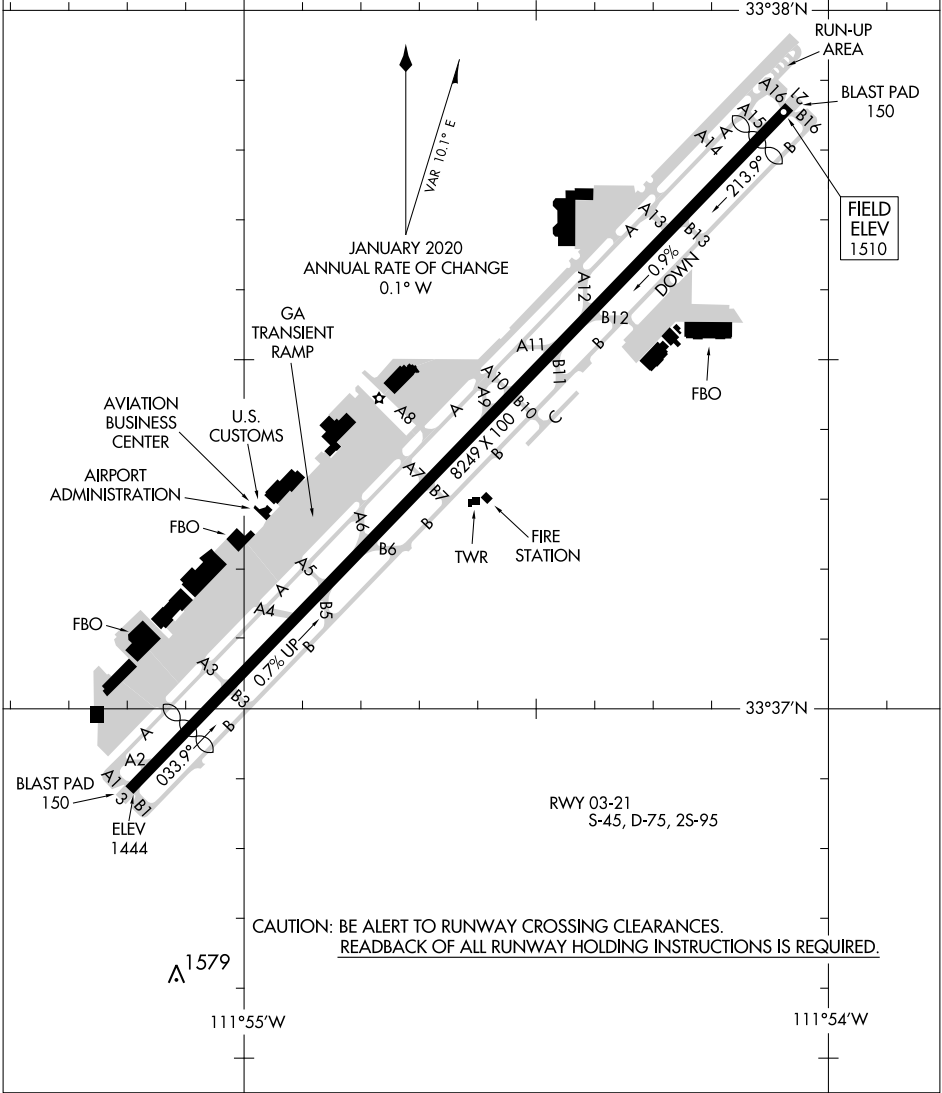 33°38'N
RUN-UP
AREA
BLAST PAD
150
A16
21
B16
A15
A
B
A14
213.9°
VAR 10.1° E
FIELD
ELEV
1510
A13
A
B13
JANUARY 2020
ANNUAL RATE OF CHANGE
0.1° W
0.9%
DOWN
A12
B12
GA
TRANSIENT
RAMP
A11
B
B11
FBO
A10
A9
B10
AVIATION
BUSINESS
CENTER
U.S.
CUSTOMS
A8
A
C
8249 X 100
B
AIRPORT
ADMINISTRATION
A7
B7
FBO
A6
B
B6
TWR
FIRE
STATION
A5
A
A4
B5
FBO
B
0.7% UP
A3
B3
33°37'N
A
B
033.9°
A2
BLAST PAD
150
A1
3
B1
ELEV
1444
RWY 03-21
S-45, D-75, 2S-95
CAUTION: BE ALERT TO RUNWAY CROSSING CLEARANCES.
READBACK OF ALL RUNWAY HOLDING INSTRUCTIONS IS REQUIRED.
1579
111°55'W
111°54'W